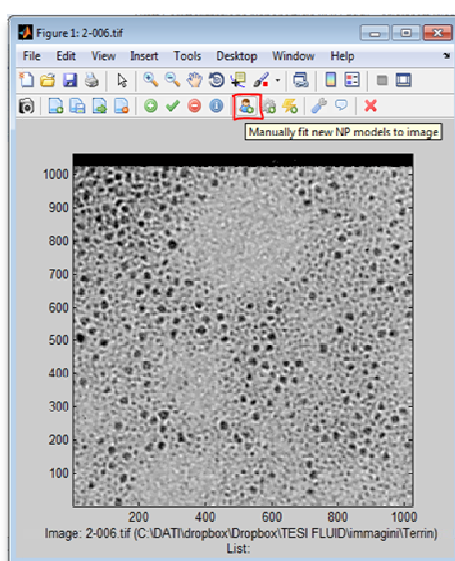 Figure 1: 2-006.tif
File Edit View Insert Tools Desktop Window Help
Manually fit new NP models to image
1000
900
800
700
600
500
400
300
200
100
200 400 600 800 1000
Image: 2-006.tif (C:\DATI\dropbox\Dropbox\TESI FLUID\immagini\Terrin)
List: